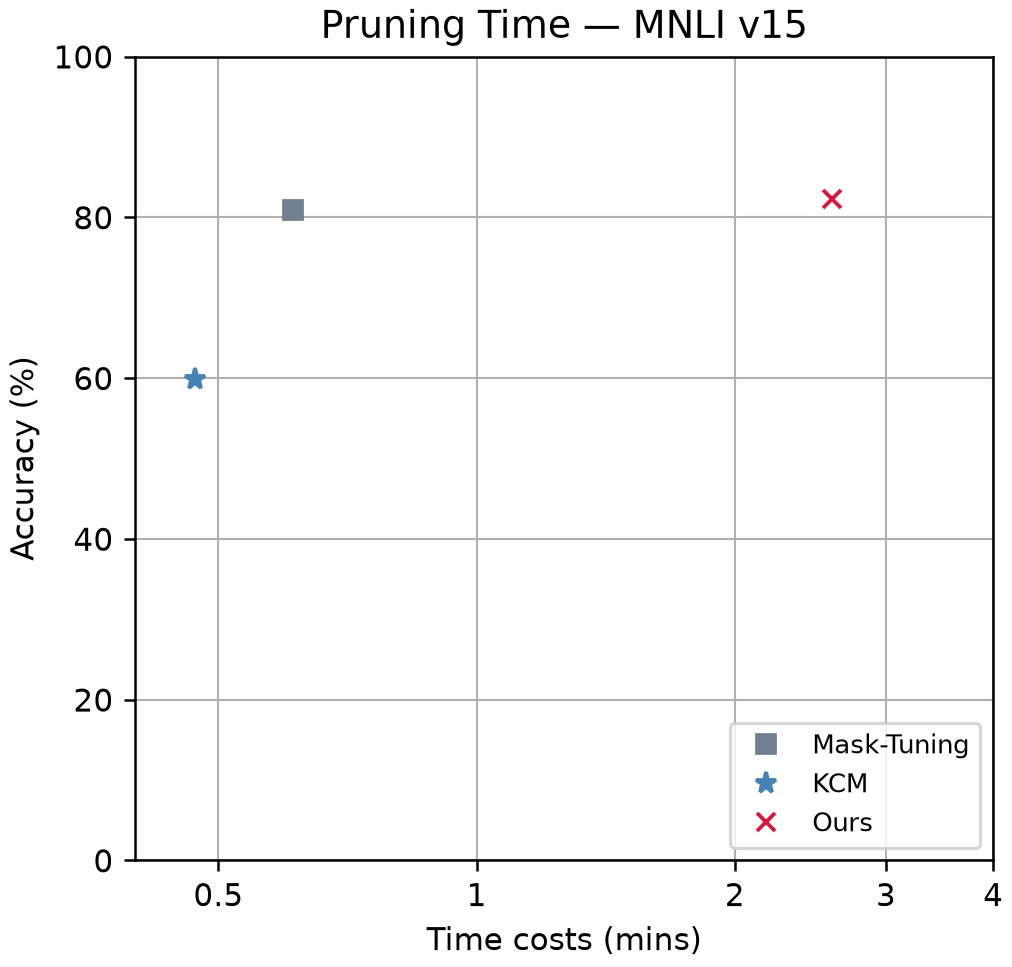 Pruning Time — MNLI v15
100
80
60
40
20
0
Accuracy (%)
Mask-Tuning
KCM
Ours
0.5 1 2 3 4
Time costs (mins)